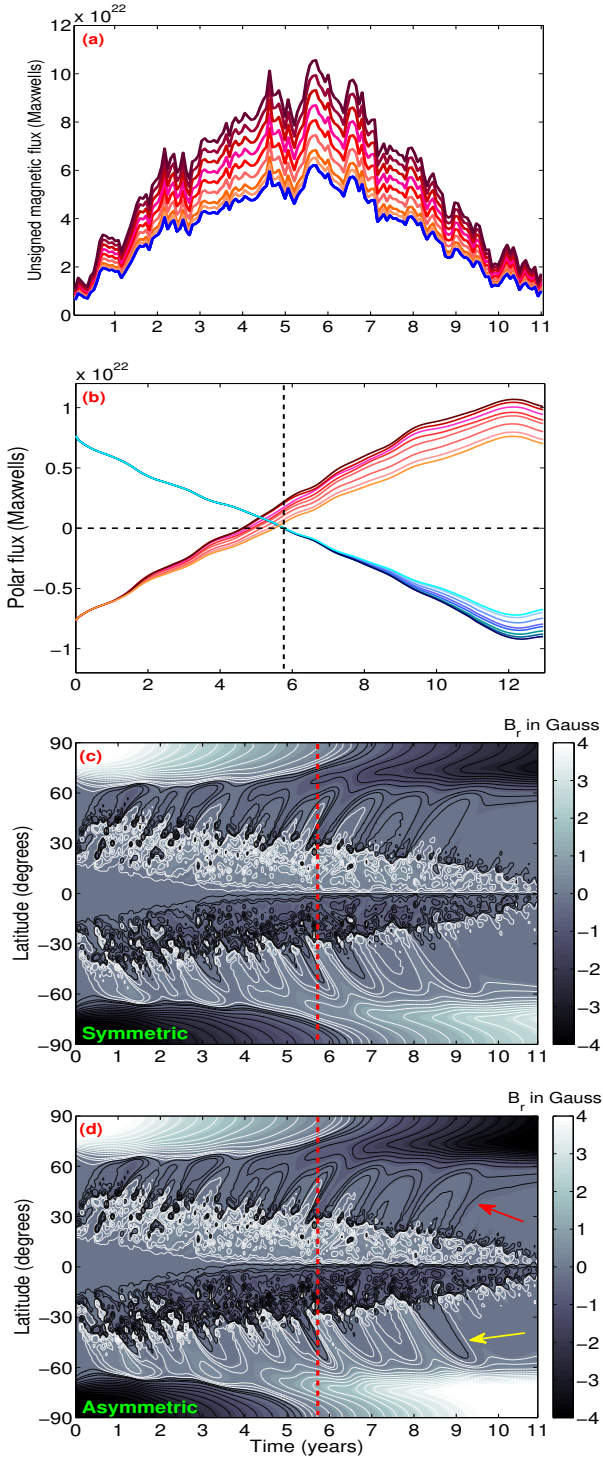 x 10^22
(a)
Unsigned magnetic flux (Maxwells)
12
10
8
6
4
2
0
1 2 3 4 5 6 7 8 9 10 11
x 10^22
(b)
Polar flux (Maxwells)
1
0.5
0
−0.5
−1
0 2 4 6 8 10 12
B_r in Gauss
(c)
Latitude (degrees)
90
60
30
0
−30
−60
−90
Symmetric
0 1 2 3 4 5 6 7 8 9 10 11
4
3
2
1
0
−1
−2
−3
−4
B_r in Gauss
(d)
Latitude (degrees)
90
60
30
0
−30
−60
−90
Asymmetric
0 1 2 3 4 5 6 7 8 9 10 11
Time (years)
4
3
2
1
0
−1
−2
−3
−4